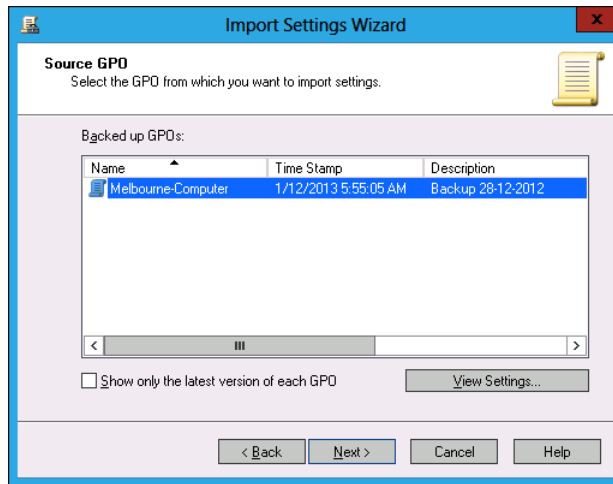 Import Settings Wizard
x
Source GPO
Select the GPO from which you want to import settings.
Backed up GPOs:
Name Time Stamp Description
Melbourne-Computer 1/12/2013 5:55:05 AM Backup 28-12-2012
Show only the latest version of each GPO View Settings...
< Back Next > Cancel Help